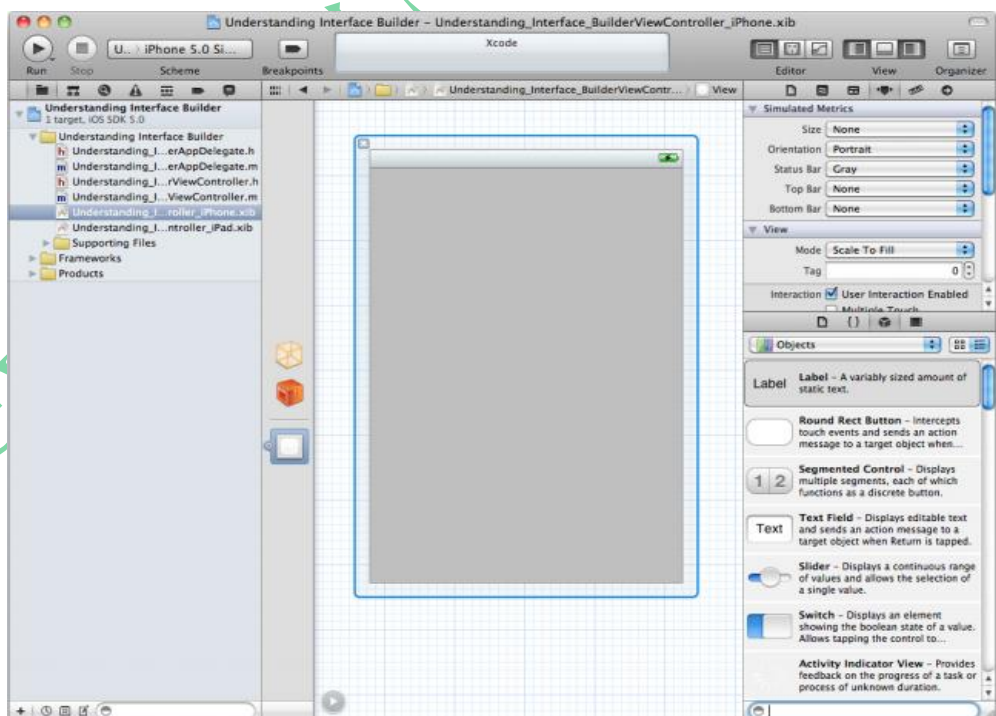 Understanding Interface Builder – Understanding_Interface_BuilderViewController_iPhone.xib
U.. › iPhone 5.0 Si...
Xcode
Run
Stop
Scheme
Breakpoints
Editor
View
Organizer
Understanding_Interface_BuilderViewContr...
View
Understanding Interface Builder
1 target, iOS SDK 5.0
Understanding Interface Builder
h Understanding_I...erAppDelegate.h
m Understanding_I...erAppDelegate.m
h Understanding_I...rViewController.h
m Understanding_I...ViewController.m
Understanding_I...roller_iPhone.xib
Understanding_I...ntroller_iPad.xib
Supporting Files
Frameworks
Products
Simulated Metrics
Size None
Orientation Portrait
Status Bar Gray
Top Bar None
Bottom Bar None
View
Mode Scale To Fill
Tag 0
Interaction User Interaction Enabled
Multiple Touch
{}
Objects
Label
Label – A variably sized amount of
static text.
Round Rect Button – Intercepts
touch events and sends an action
message to a target object when...
1 2
Segmented Control – Displays
multiple segments, each of which
functions as a discrete button.
Text
Text Field – Displays editable text
and sends an action message to a
target object when Return is tapped.
Slider – Displays a continuous range
of values and allows the selection of
a single value.
Switch – Displays an element
showing the boolean state of a value.
Allows tapping the control to...
Activity Indicator View – Provides
feedback on the progress of a task or
process of unknown duration.